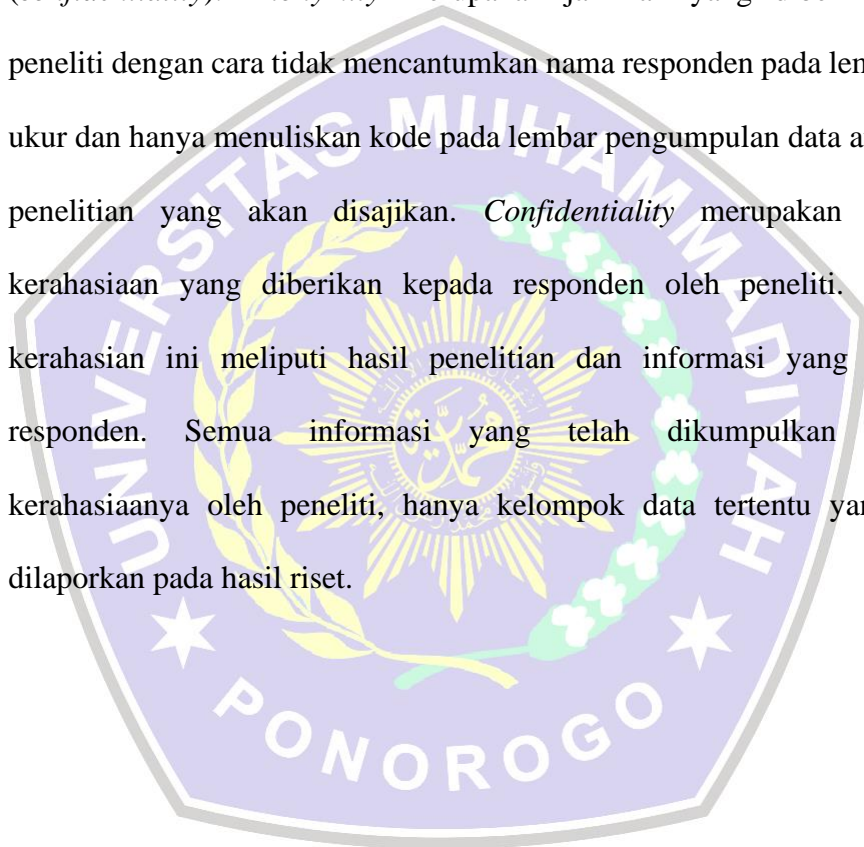 peneliti dengan cara tidak mencantumkan nama responden pada
ukur dan hanya menuliskan kode pada lembar pengumpulan data
penelitian yang akan disajikan. Confidentiality merupakan
kerahasiaan yang diberikan kepada responden oleh peneliti.
kerahasian ini meliputi hasil penelitian dan informasi yang
responden. Semua informasi yang telah dikumpulkan
kerahasiaanya oleh peneliti, hanya kelompok data tertentu
dilaporkan pada hasil riset.
UNIVERSITAS MUHAMMADIYAH
PONOROGO